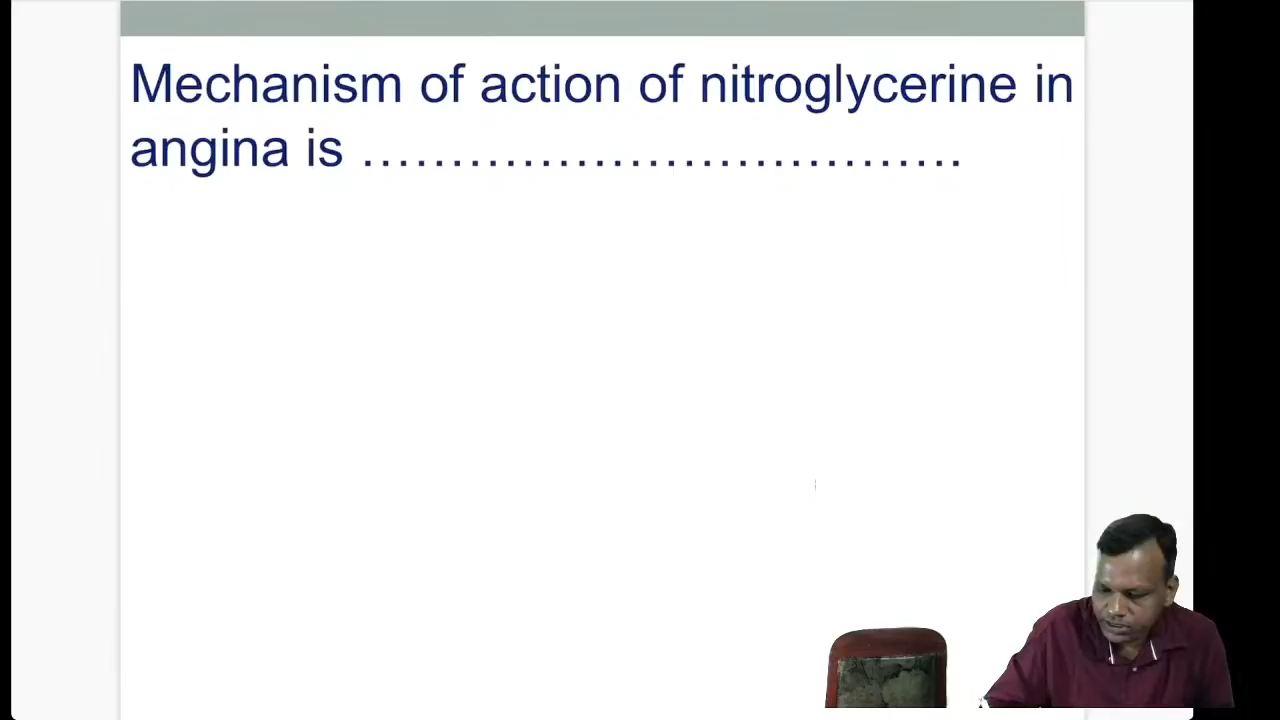 Mechanism of action of nitroglycerine in
angina is ……………………………